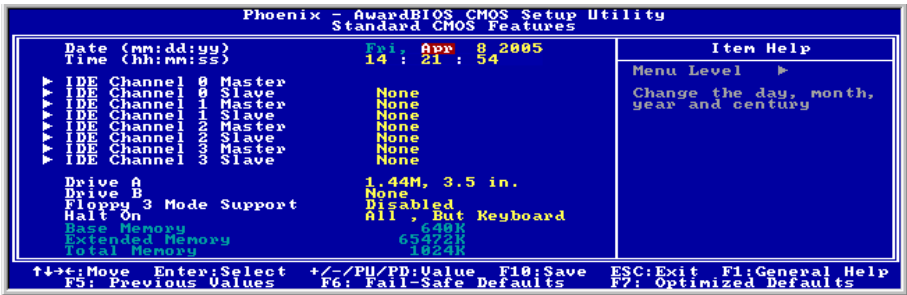 Phoenix - AwardBIOS CMOS Setup Utility
Standard CMOS Features
Date (mm:dd:yy) Fri, Apr 8 2005
Time (hh:mm:ss) 14 : 21 : 54
► IDE Channel 0 Master
► IDE Channel 0 Slave None
► IDE Channel 1 Master None
► IDE Channel 1 Slave None
► IDE Channel 2 Master None
► IDE Channel 2 Slave None
► IDE Channel 3 Master None
► IDE Channel 3 Slave None
Drive A 1.44M, 3.5 in.
Drive B None
Floppy 3 Mode Support Disabled
Halt On All , But Keyboard
Base Memory 640K
Extended Memory 65472K
Total Memory 1024K
Item Help
Menu Level ►
Change the day, month,
year and century
↑↓→←:Move Enter:Select +/-/PU/PD:Value F10:Save ESC:Exit F1:General Help
F5: Previous Values F6: Fail-Safe Defaults F7: Optimized Defaults